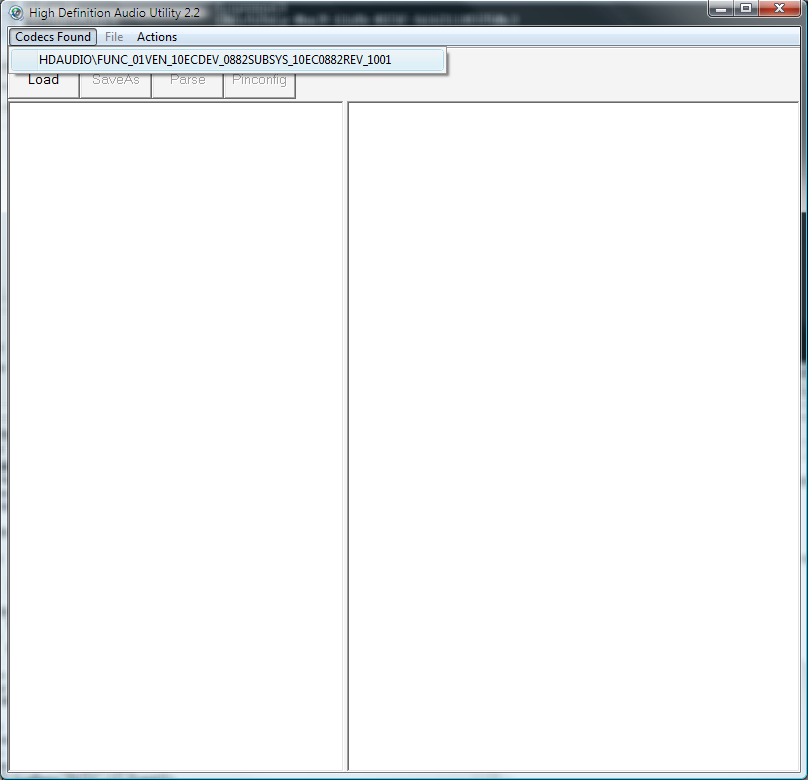 High Definition Audio Utility 2.2
Codecs Found File Actions
HDAUDIO\FUNC_01VEN_10ECDEV_0882SUBSYS_10EC0882REV_1001
Load SaveAs Parse Pinconfig